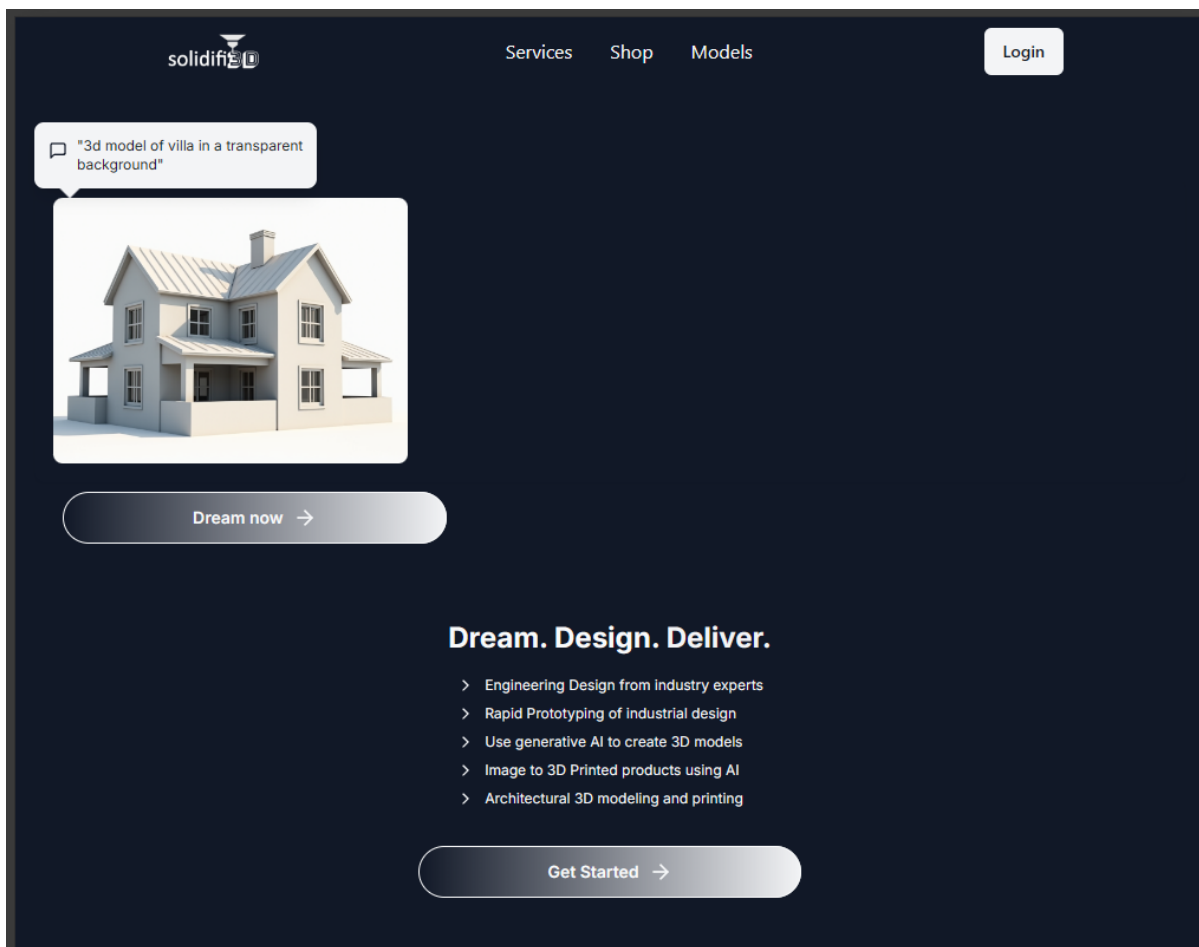 solidifi3D
Services
Shop
Models
Login
"3d model of villa in a transparent
background"
Dream now
Dream. Design. Deliver.
Engineering Design from industry experts
Rapid Prototyping of industrial design
Use generative AI to create 3D models
Image to 3D Printed products using AI
Architectural 3D modeling and printing
Get Started